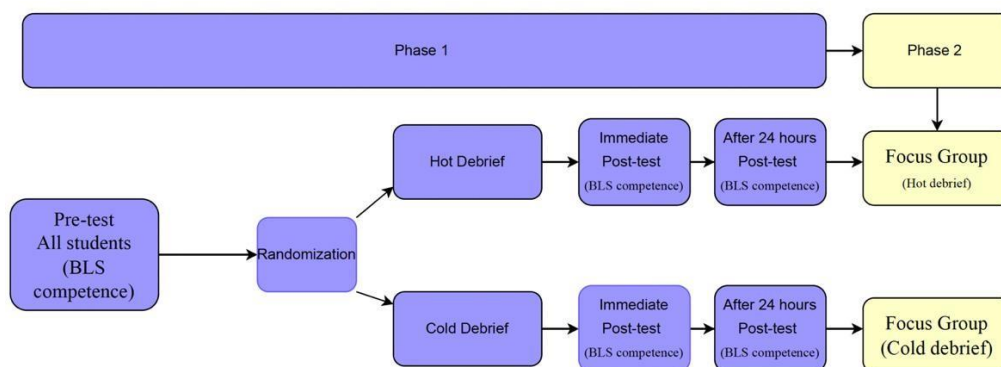 Phase 1
Phase 2
Hot Debrief
Immediate
Post-test
(BLS competence)
After 24 hours
Post-test
(BLS competence)
Focus Group
(Hot debrief)
Pre-test
All students
(BLS
competence)
Randomization
Cold Debrief
Immediate
Post-test
(BLS competence)
After 24 hours
Post-test
(BLS competence)
Focus Group
(Cold debrief)